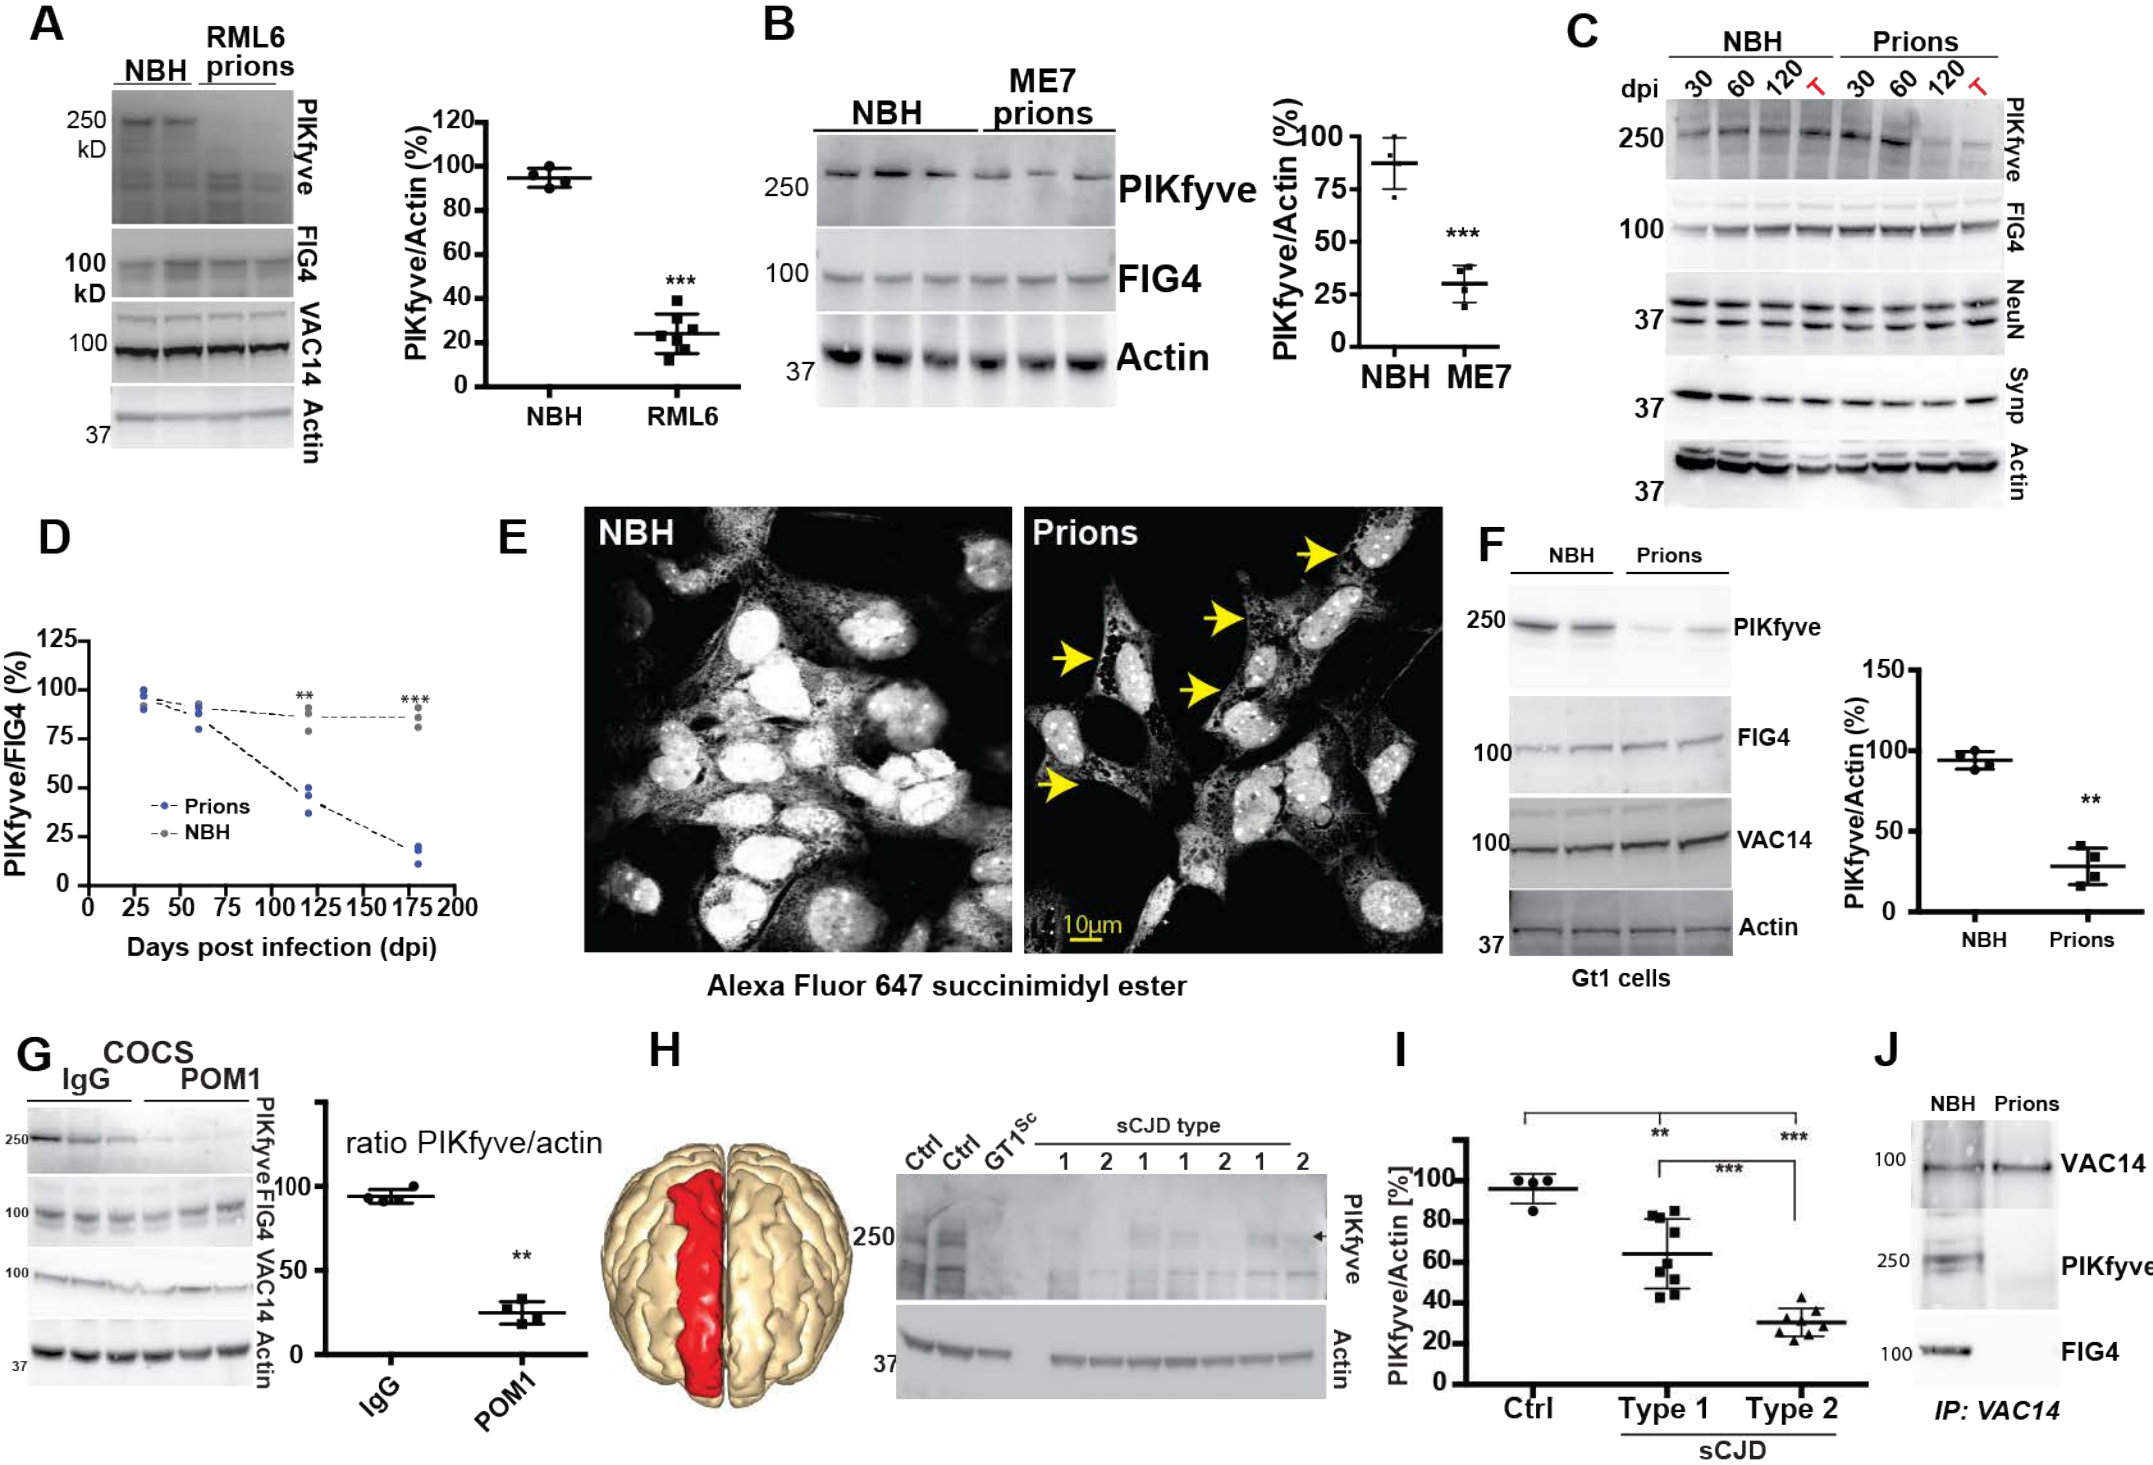 A
NBH
RML6
prions
250
kD
PIKfyve
100
kD
FIG4
100
VAC14
37
Actin
PIKfyve/Actin (%)
120
100
80
60
40
20
0
***
NBH
RML6
B
NBH
ME7
prions
250
PIKfyve
100
FIG4
37
Actin
PIKfyve/Actin (%)
100
75
50
25
0
***
NBH
ME7
C
NBH
Prions
dpi
30
60
120
T
30
60
120
T
250
PIKfyve
100
FIG4
37
NeuN
37
Synp
37
Actin
D
PIKfyve/FIG4 (%)
125
100
75
50
25
0
**
***
Prions
NBH
0
25
50
75
100
125
150
175
200
Days post infection (dpi)
E
NBH
Prions
10µm
Alexa Fluor 647 succinimidyl ester
F
NBH
Prions
250
PIKfyve
100
FIG4
100
VAC14
37
Actin
Gt1 cells
PIKfyve/Actin (%)
150
100
50
0
**
NBH
Prions
G
COCS
IgG
POM1
250
PIKfyve
100
FIG4
100
VAC14
37
Actin
ratio PIKfyve/actin
100
50
0
**
IgG
POM1
H
Ctrl
Ctrl
GT1Sc
sCJD type
1
2
1
1
2
1
2
250
PIKfyve
37
Actin
I
PIKfyve/Actin [%]
100
80
60
40
20
0
**
***
***
Ctrl
Type 1
Type 2
sCJD
J
NBH
Prions
100
VAC14
250
PIKfyve
100
FIG4
IP: VAC14